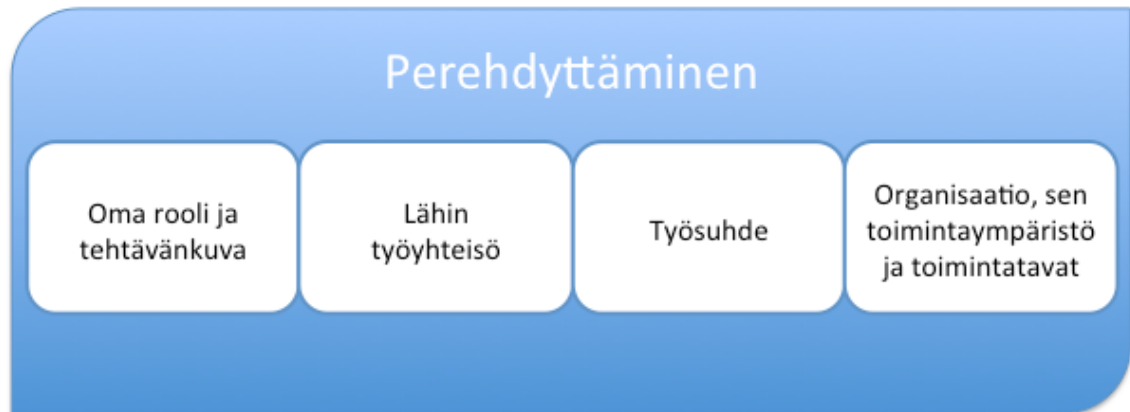 Perehdyttäminen
Oma rooli ja
tehtävänkuva
Lähin
työyhteisö
Työsuhde
Organisaatio, sen
toimintaympäristö
ja toimintatavat